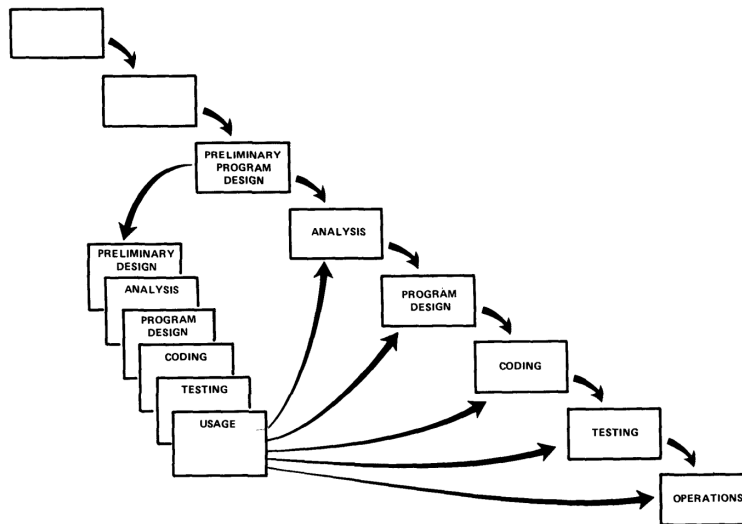 PRELIMINARY
PROGRAM
DESIGN
ANALYSIS
PROGRAM
DESIGN
CODING
TESTING
OPERATIONS
PRELIMINARY
DESIGN
ANALYSIS
PROGRAM
DESIGN
CODING
TESTING
USAGE